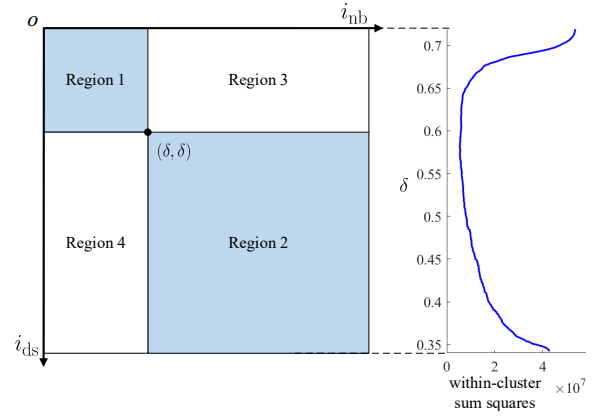 o
i_nb
Region 1
Region 3
(δ, δ)
Region 4
Region 2
i_ds
δ
0.7
0.65
0.6
0.55
0.5
0.45
0.4
0.35
0
2
4
×10^7
within-cluster
sum squares